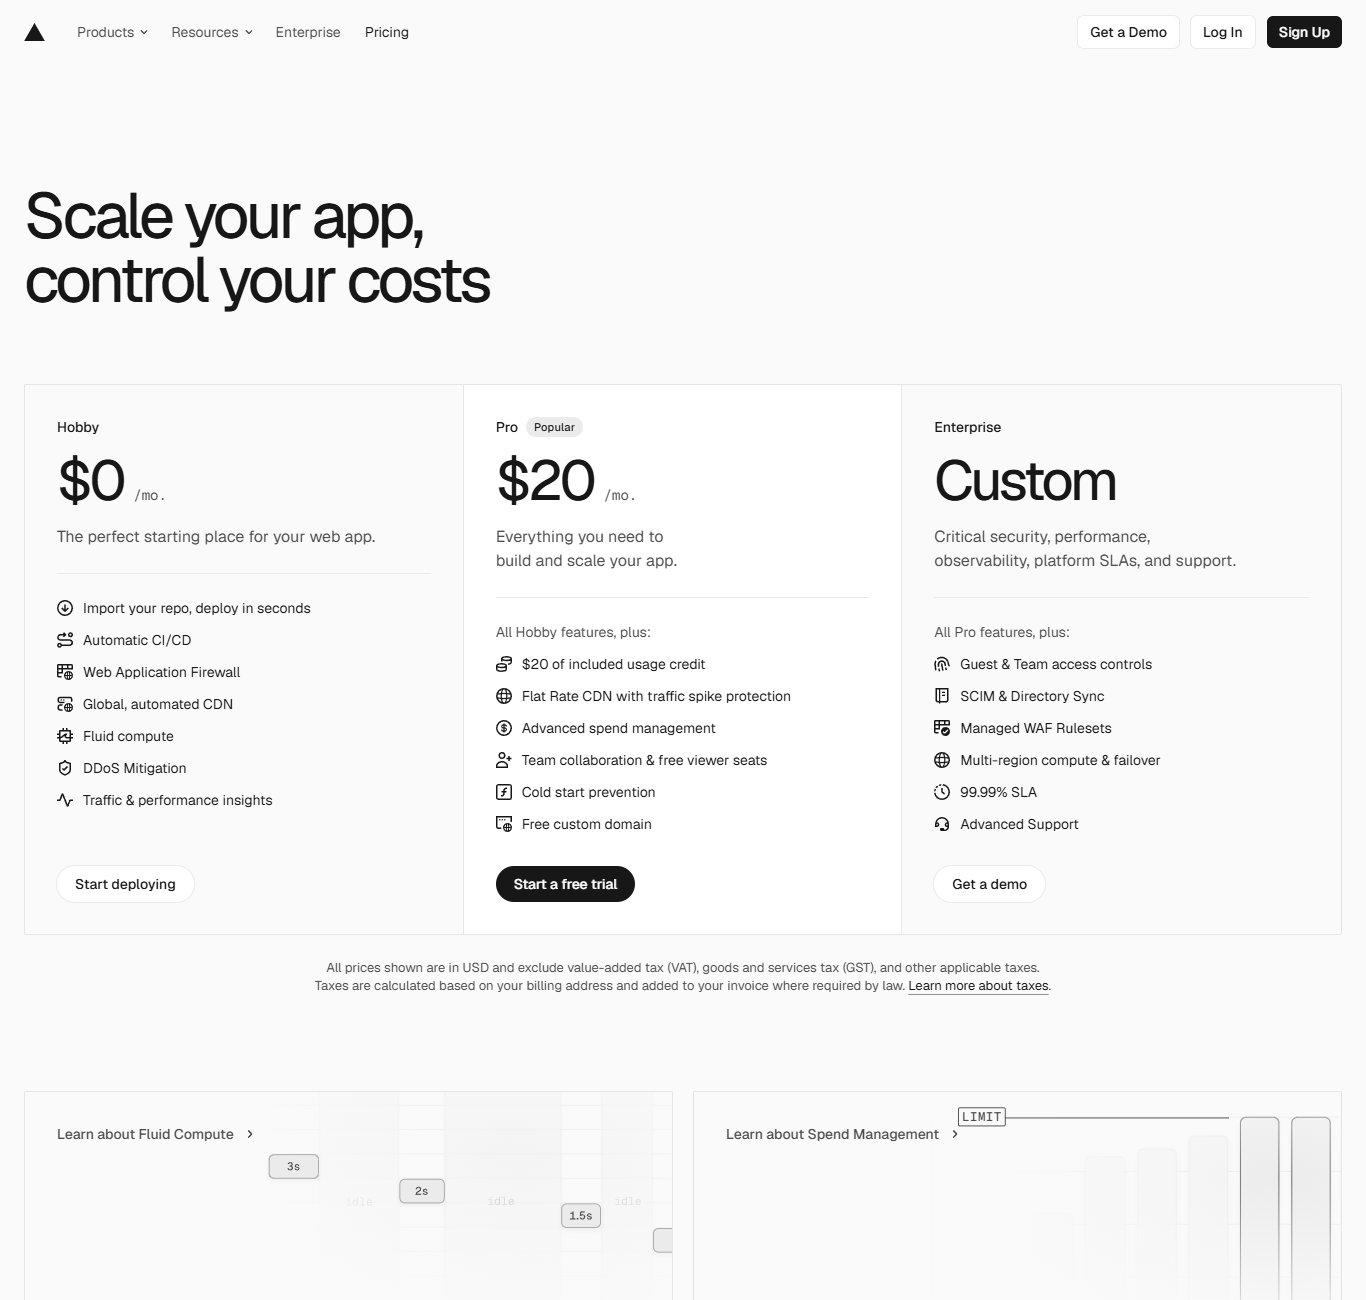 Products
Resources
Enterprise
Pricing
Get a Demo
Log In
Sign Up
Scale your app,
control your costs
Hobby
$0 /mo.
The perfect starting place for your web app.
Import your repo, deploy in seconds
Automatic CI/CD
Web Application Firewall
Global, automated CDN
Fluid compute
DDoS Mitigation
Traffic & performance insights
Start deploying
Pro Popular
$20 /mo.
Everything you need to
build and scale your app.
All Hobby features, plus:
$20 of included usage credit
Flat Rate CDN with traffic spike protection
Advanced spend management
Team collaboration & free viewer seats
Cold start prevention
Free custom domain
Start a free trial
Enterprise
Custom
Critical security, performance,
observability, platform SLAs, and support.
All Pro features, plus:
Guest & Team access controls
SCIM & Directory Sync
Managed WAF Rulesets
Multi-region compute & failover
99.99% SLA
Advanced Support
Get a demo
All prices shown are in USD and exclude value-added tax (VAT), goods and services tax (GST), and other applicable taxes.
Taxes are calculated based on your billing address and added to your invoice where required by law. Learn more about taxes.
Learn about Fluid Compute
3s
idle
2s
idle
1.5s
idle
Learn about Spend Management
LIMIT